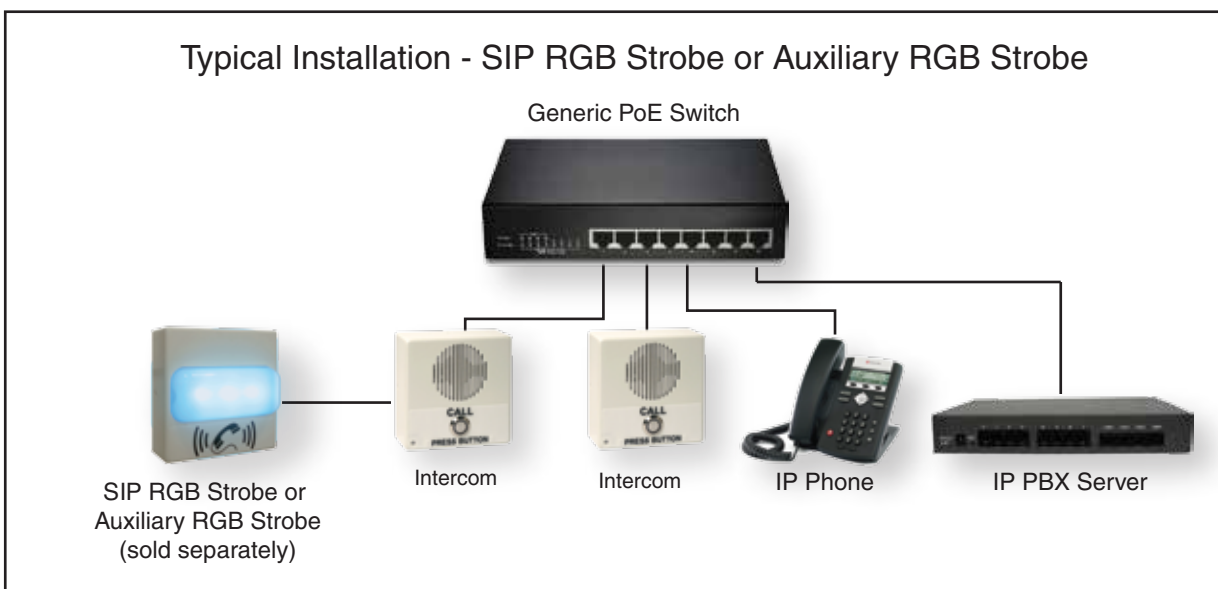 Typical Installation - SIP RGB Strobe or Auxiliary RGB Strobe
Generic PoE Switch
CALL
PRESS BUTTON
CALL
PRESS BUTTON
Intercom
Intercom
IP Phone
IP PBX Server
SIP RGB Strobe or
Auxiliary RGB Strobe
(sold separately)